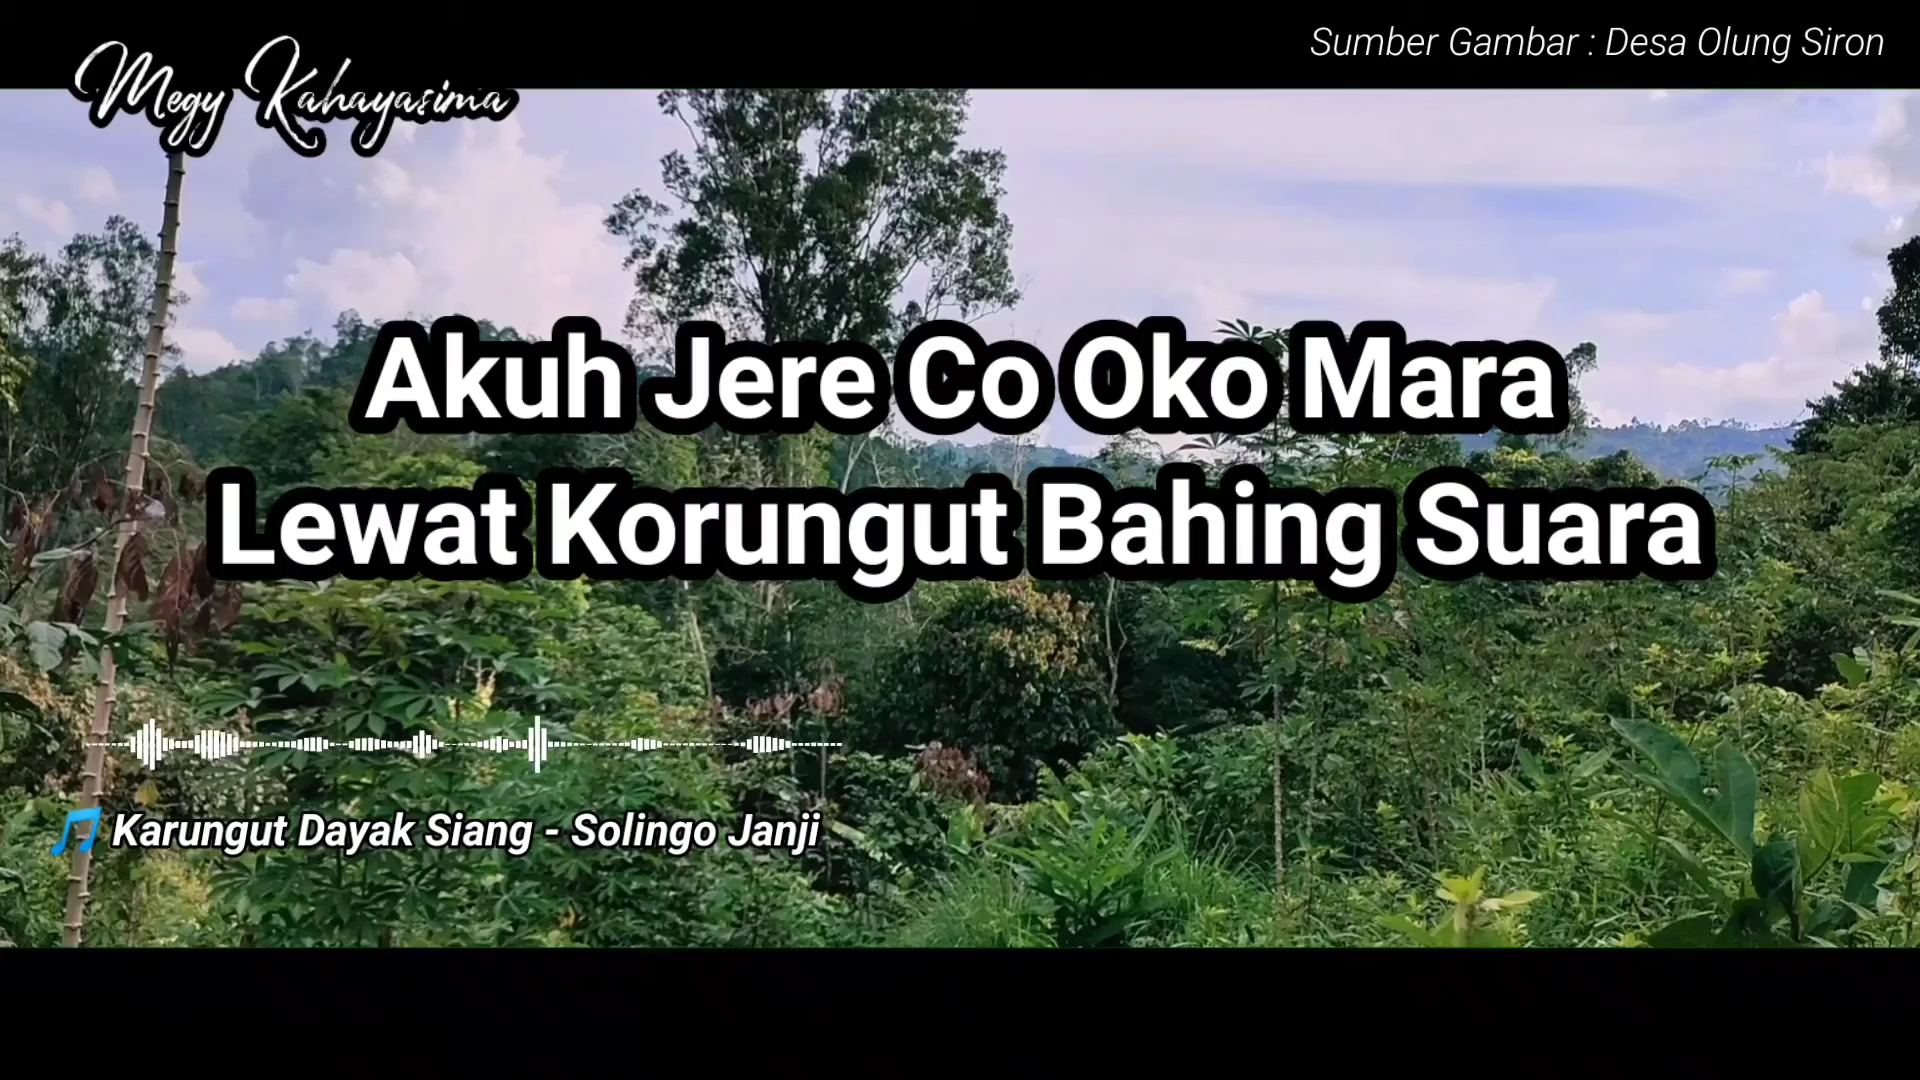 Megy Kahayasima
Sumber Gambar : Desa Olung Siron
Akuh Jere Co Oko Mara
Lewat Korungut Bahing Suara
Karungut Dayak Siang - Solingo Janji